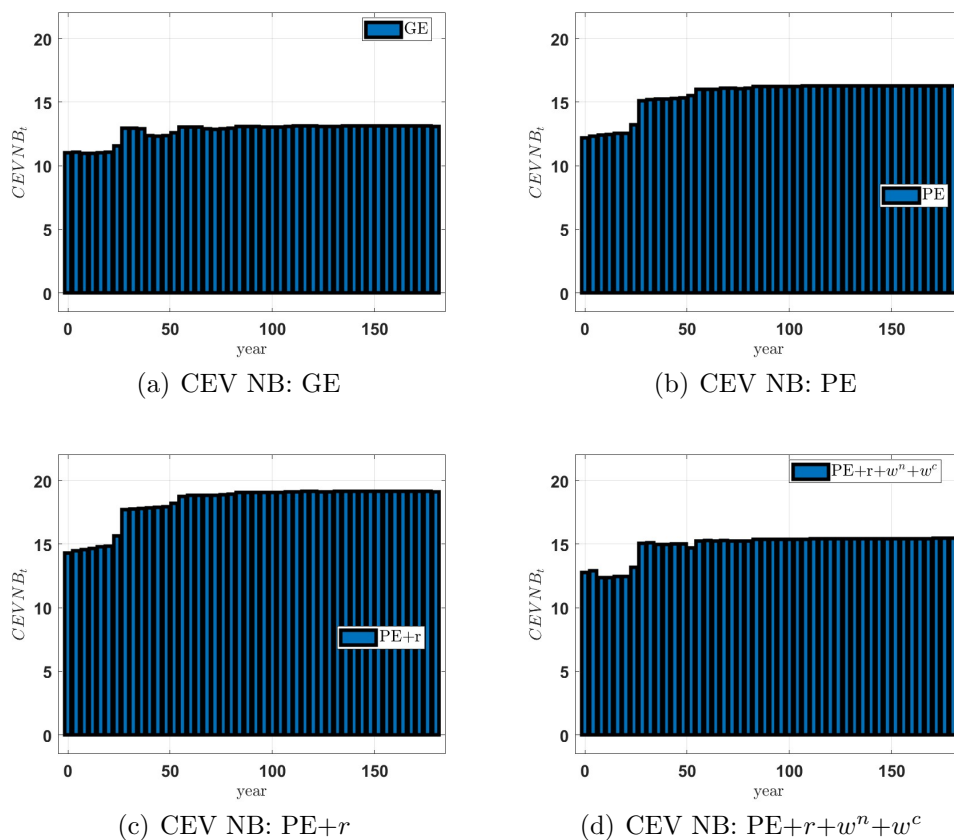 GE
20
15
10
5
0
CEVNB_t
0 50 100 150
year
(a) CEV NB: GE
PE
20
15
10
5
0
CEVNB_t
0 50 100 150
year
(b) CEV NB: PE
PE+r
20
15
10
5
0
CEVNB_t
0 50 100 150
year
(c) CEV NB: PE+r
PE+r+w^n+w^c
20
15
10
5
0
CEVNB_t
0 50 100 150
year
(d) CEV NB: PE+r+w^n+w^c